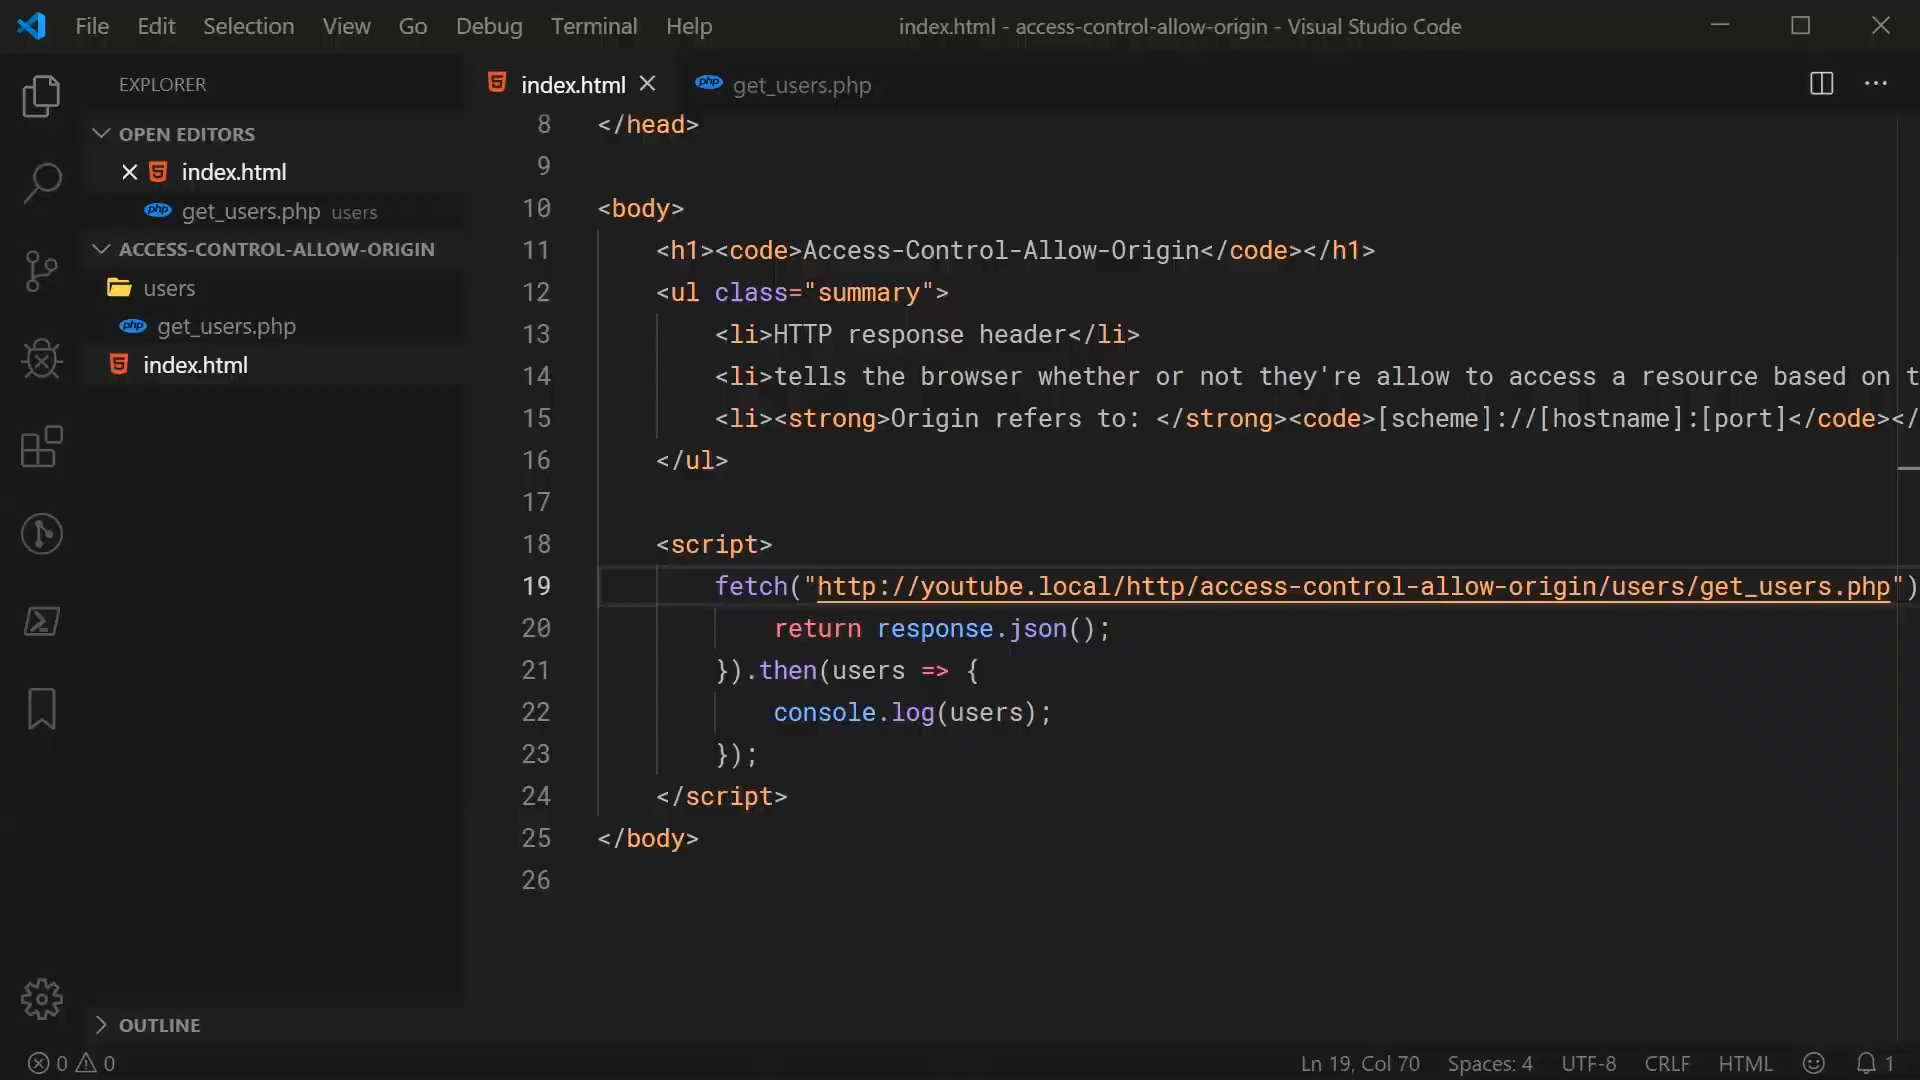 File Edit Selection View Go Debug Terminal Help index.html - access-control-allow-origin - Visual Studio Code
EXPLORER
OPEN EDITORS
index.html
get_users.php users
ACCESS-CONTROL-ALLOW-ORIGIN
users
get_users.php
index.html
OUTLINE
index.html get_users.php
8 </head>
9
10 <body>
11 <h1><code>Access-Control-Allow-Origin</code></h1>
12 <ul class="summary">
13 <li>HTTP response header</li>
14 <li>tells the browser whether or not they're allow to access a resource based on t
15 <li><strong>Origin refers to: </strong><code>[scheme]://[hostname]:[port]</code></
16 </ul>
17
18 <script>
19 fetch("http://youtube.local/http/access-control-allow-origin/users/get_users.php")
20 return response.json();
21 }).then(users => {
22 console.log(users);
23 });
24 </script>
25 </body>
26
0 0 Ln 19, Col 70 Spaces: 4 UTF-8 CRLF HTML 1